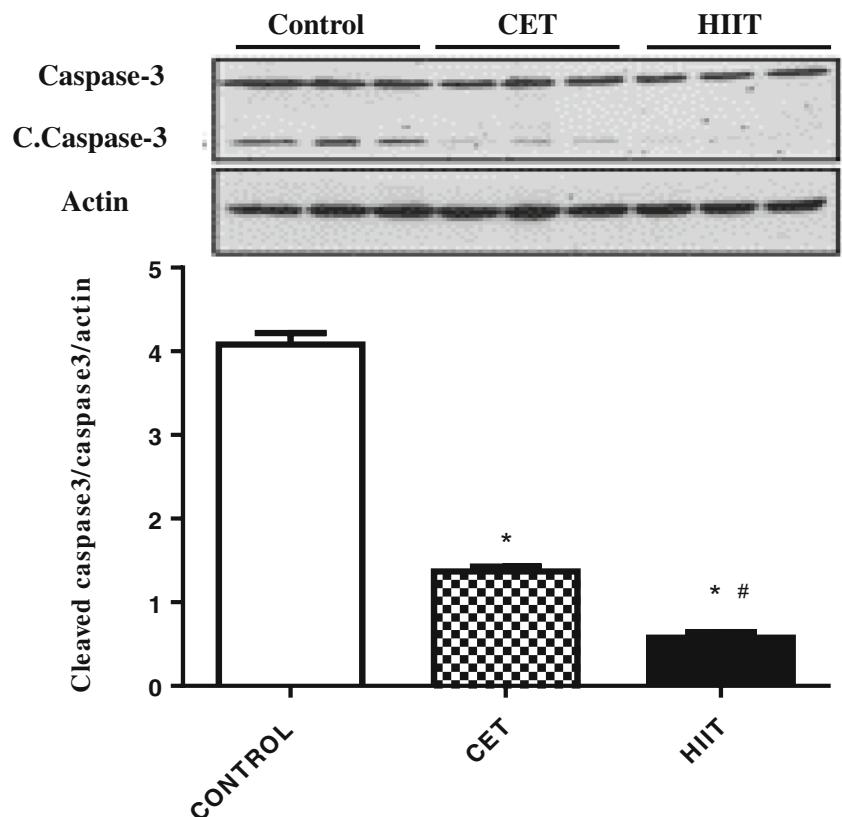 Control CET HIIT
Caspase-3
C.Caspase-3
Actin
Cleaved caspase3/caspase3/actin
5
4
3
2
1
0
*
* #
CONTROL CET HIIT